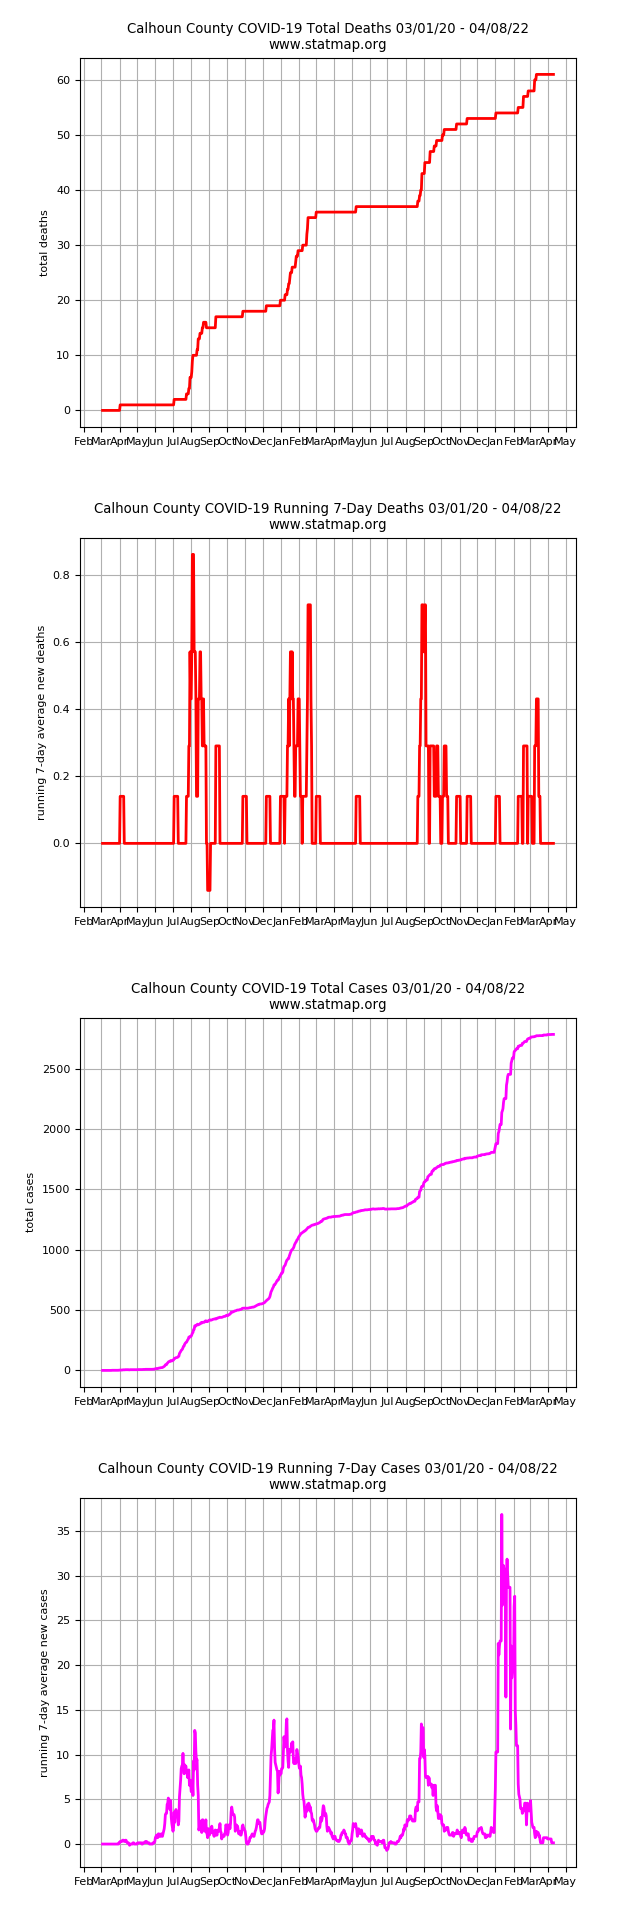 Calhoun County COVID-19 Total Deaths 03/01/20 - 04/08/22
www.statmap.org
total deaths
60
50
40
30
20
10
0
Feb Mar Apr May Jun Jul Aug Sep Oct Nov Dec Jan Feb Mar Apr May Jun Jul Aug Sep Oct Nov Dec Jan Feb Mar Apr May
Calhoun County COVID-19 Running 7-Day Deaths 03/01/20 - 04/08/22
www.statmap.org
running 7-day average new deaths
0.8
0.6
0.4
0.2
0.0
Feb Mar Apr May Jun Jul Aug Sep Oct Nov Dec Jan Feb Mar Apr May Jun Jul Aug Sep Oct Nov Dec Jan Feb Mar Apr May
Calhoun County COVID-19 Total Cases 03/01/20 - 04/08/22
www.statmap.org
total cases
2500
2000
1500
1000
500
0
Feb Mar Apr May Jun Jul Aug Sep Oct Nov Dec Jan Feb Mar Apr May Jun Jul Aug Sep Oct Nov Dec Jan Feb Mar Apr May
Calhoun County COVID-19 Running 7-Day Cases 03/01/20 - 04/08/22
www.statmap.org
running 7-day average new cases
35
30
25
20
15
10
5
0
Feb Mar Apr May Jun Jul Aug Sep Oct Nov Dec Jan Feb Mar Apr May Jun Jul Aug Sep Oct Nov Dec Jan Feb Mar Apr May